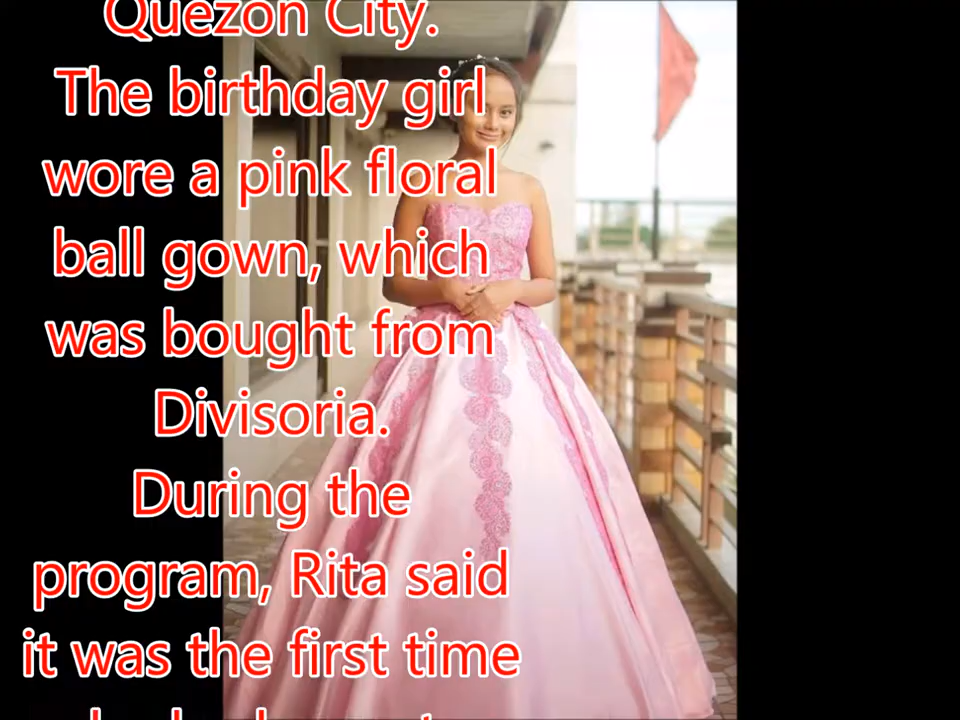 Quezon City.
The birthday girl
wore a pink floral
ball gown, which
was bought from
Divisoria.
During the
program, Rita said
it was the first time